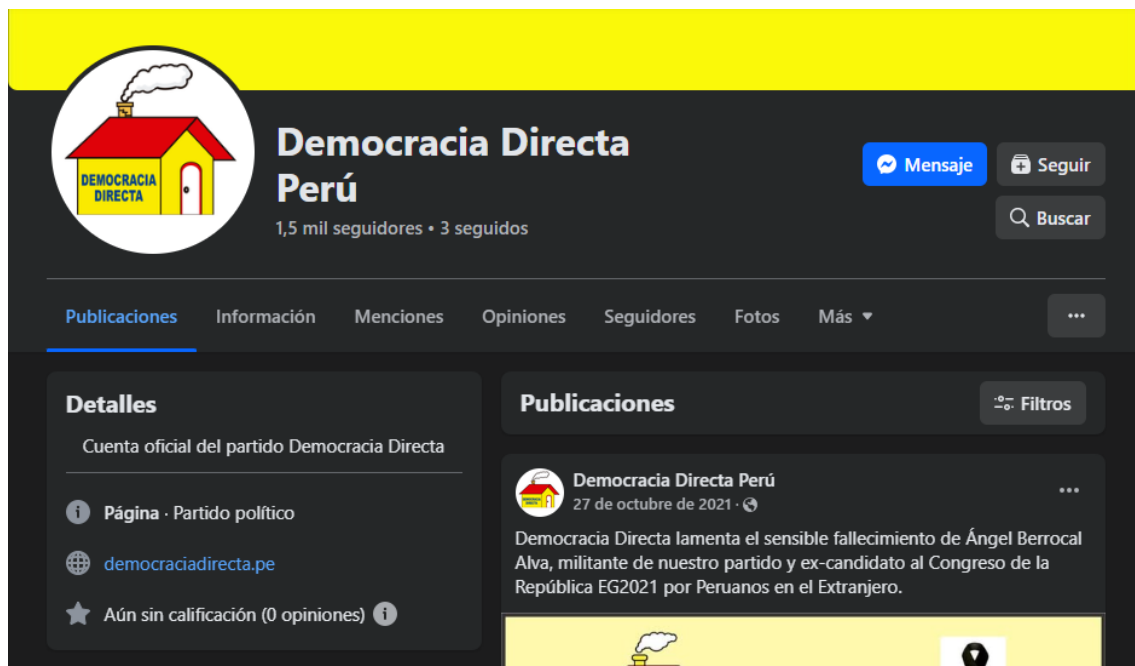 DEMOCRACIA
DIRECTA
Democracia Directa
Perú
1,5 mil seguidores • 3 seguidos
Mensaje
Seguir
Buscar
Publicaciones
Información
Menciones
Opiniones
Seguidores
Fotos
Más
Detalles
Cuenta oficial del partido Democracia Directa
Página · Partido político
democraciadirecta.pe
Aún sin calificación (0 opiniones)
Publicaciones
Filtros
Democracia Directa Perú
27 de octubre de 2021 ·
Democracia Directa lamenta el sensible fallecimiento de Ángel Berrocal
Alva, militante de nuestro partido y ex-candidato al Congreso de la
República EG2021 por Peruanos en el Extranjero.